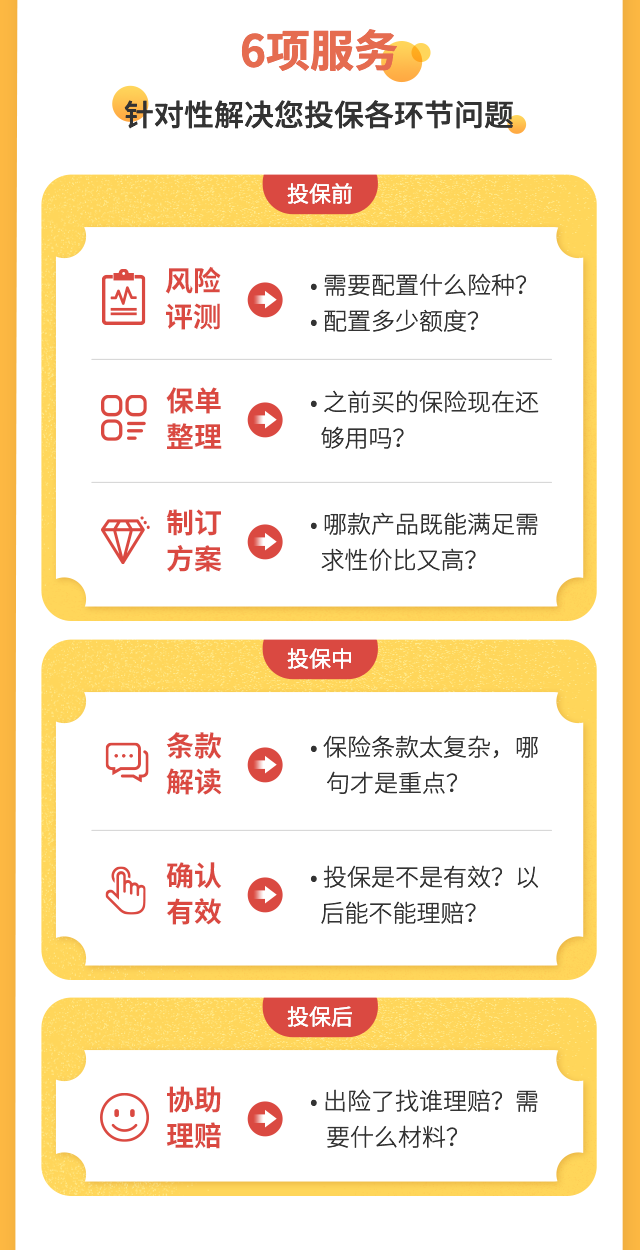 6项服务
针对性解决您投保各环节问题
投保前
风险
评测
• 需要配置什么险种?
• 配置多少额度?
保单
整理
• 之前买的保险现在还
够用吗?
制订
方案
• 哪款产品既能满足需
求性价比又高?
投保中
条款
解读
• 保险条款太复杂，哪
句才是重点?
确认
有效
• 投保是不是有效? 以
后能不能理赔?
投保后
协助
理赔
• 出险了找谁理赔? 需
要什么材料?